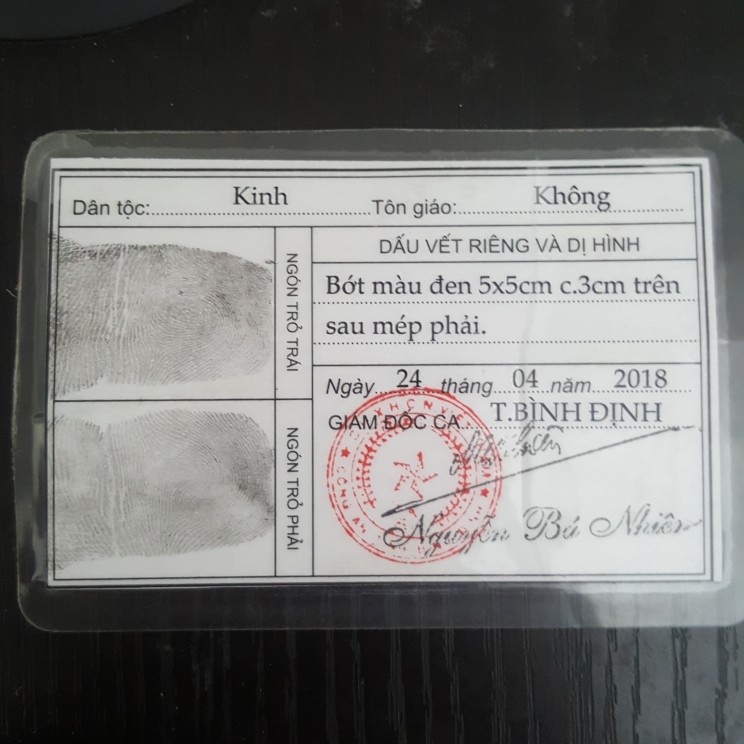 Dân tộc: Kinh Tôn giáo: Không
NGÓN TRỎ TRÁI
NGÓN TRỎ PHẢI
DẤU VẾT RIÊNG VÀ DỊ HÌNH
Bớt màu đen 5x5cm c.3cm trên
sau mép phải.
Ngày 24 tháng 04 năm 2018
GIÁM ĐỐC CA T.BÌNH ĐỊNH
Nguyễn Bá Nhiên